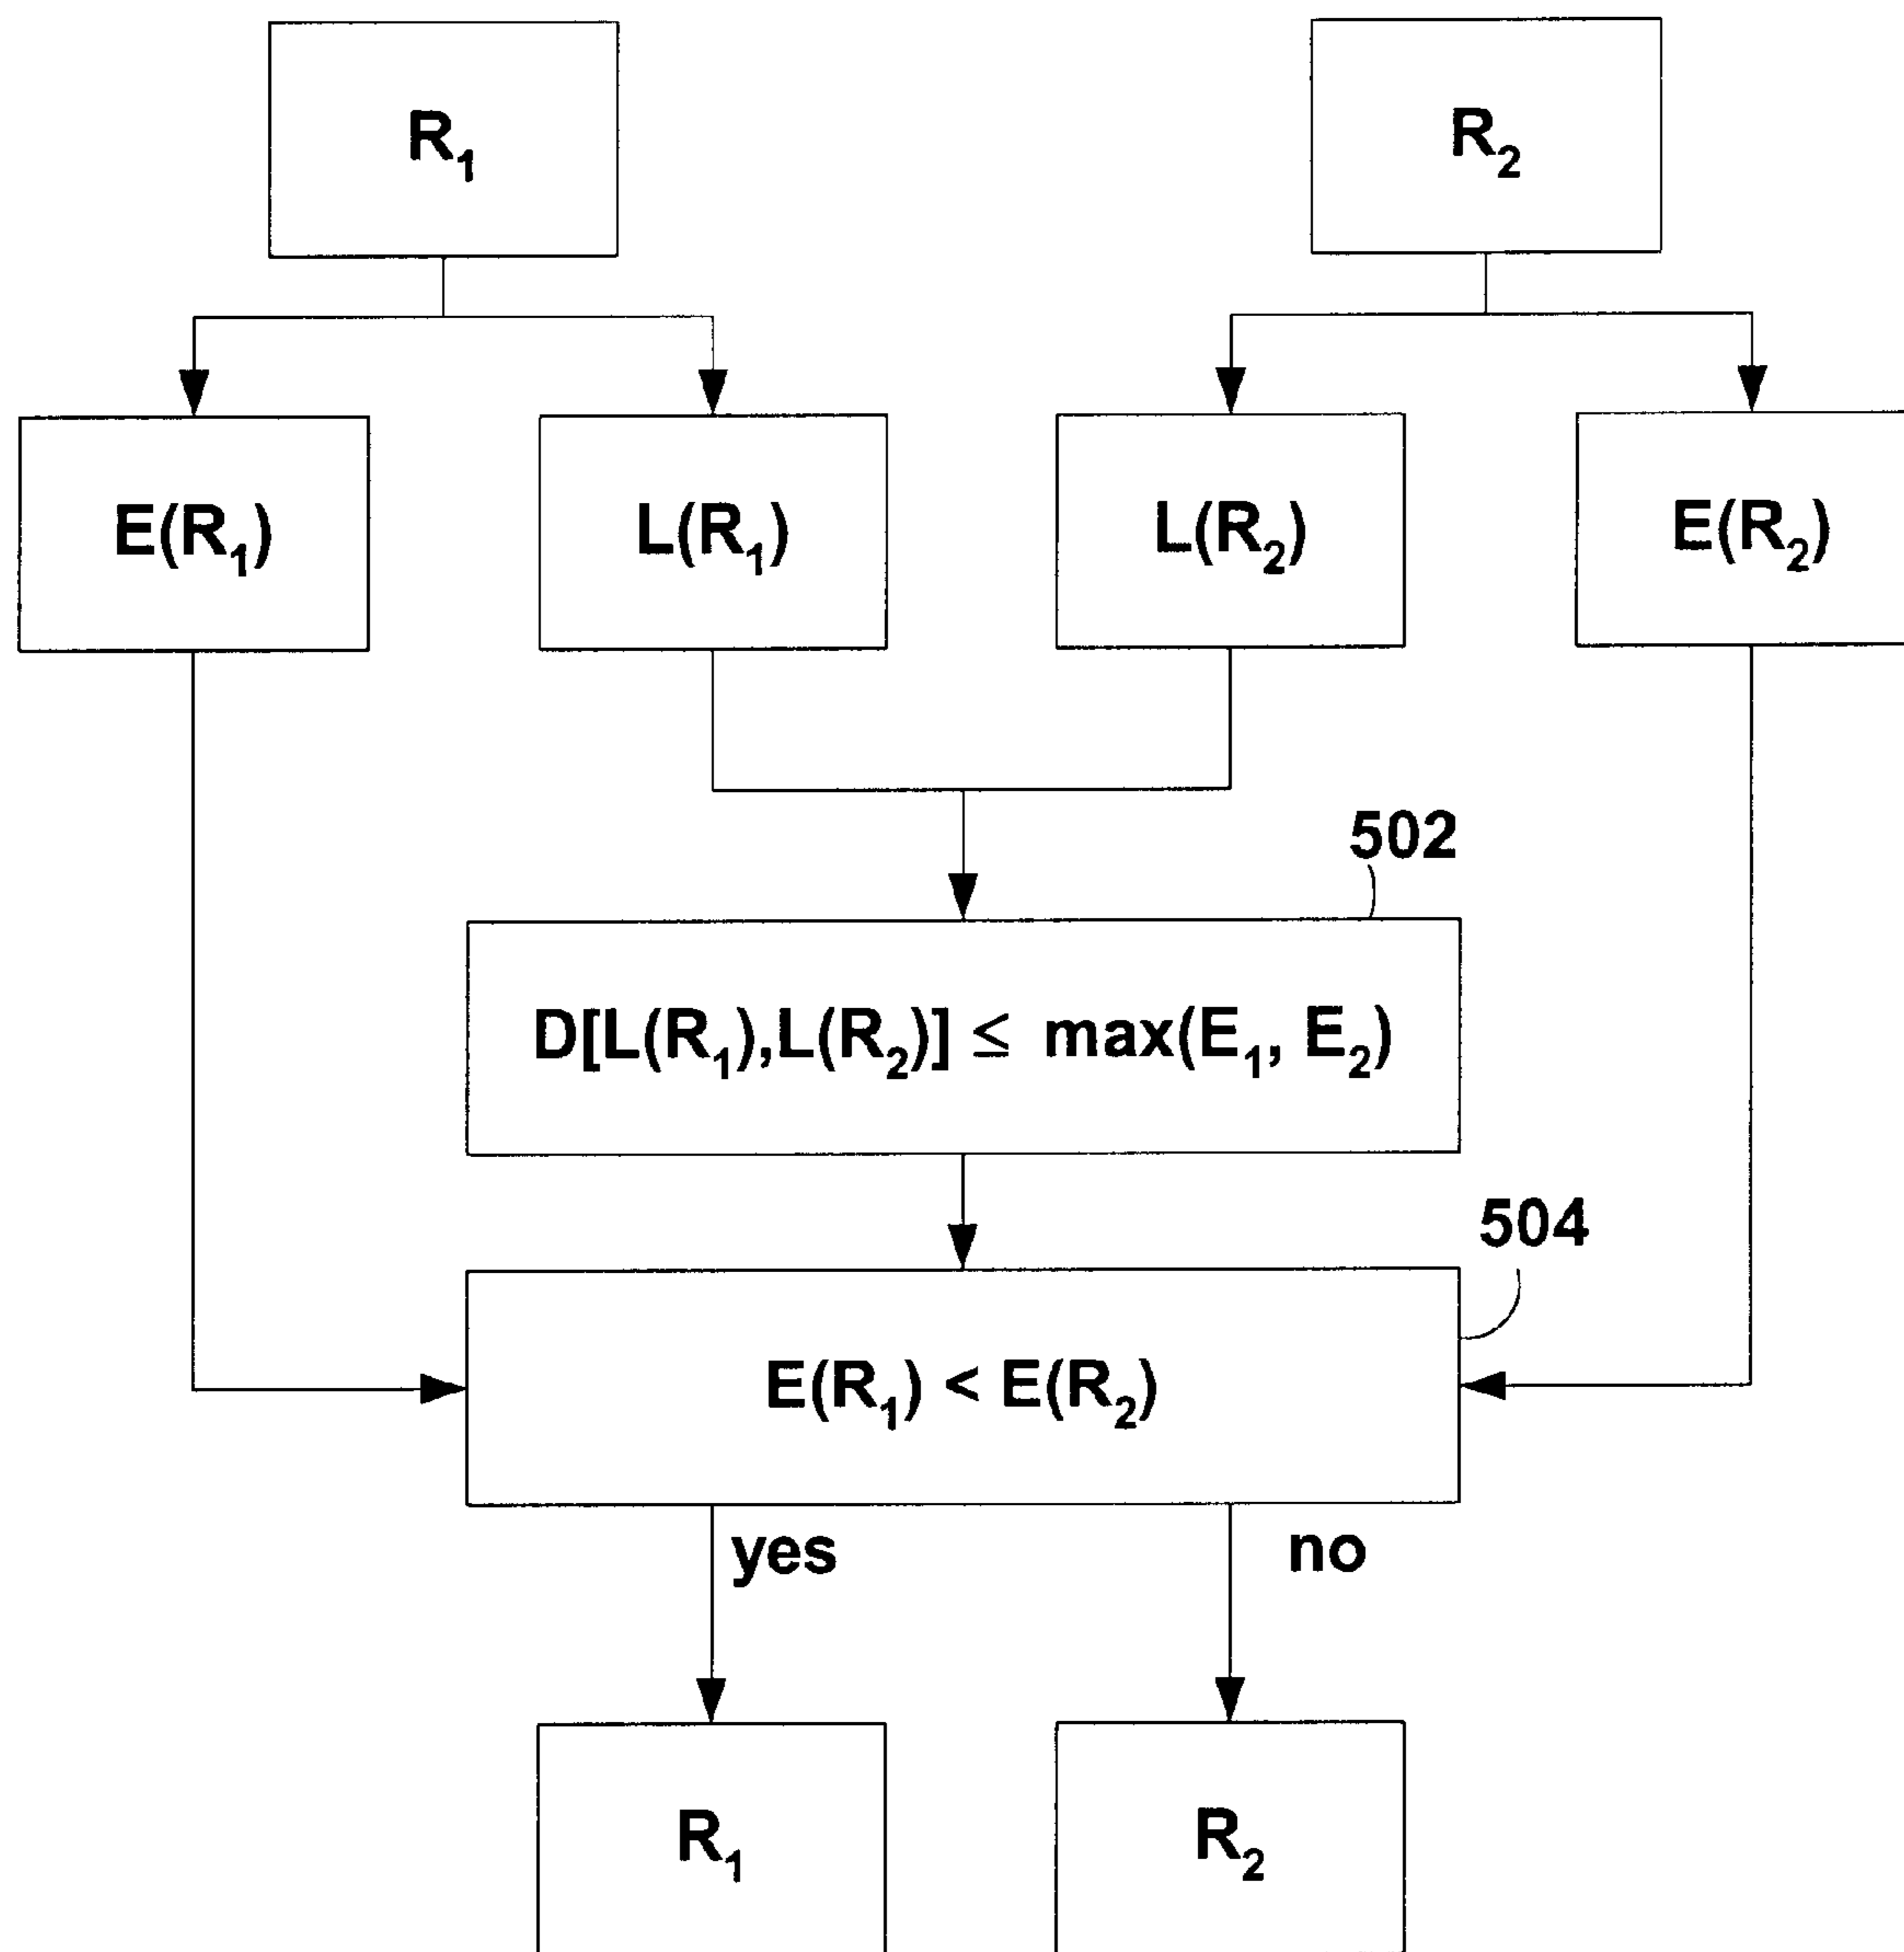 R₁
R₂
E(R₁)
L(R₁)
L(R₂)
E(R₂)
502
D[L(R₁),L(R₂)] ≤ max(E₁, E₂)
504
E(R₁) < E(R₂)
yes
no
R₁
R₂